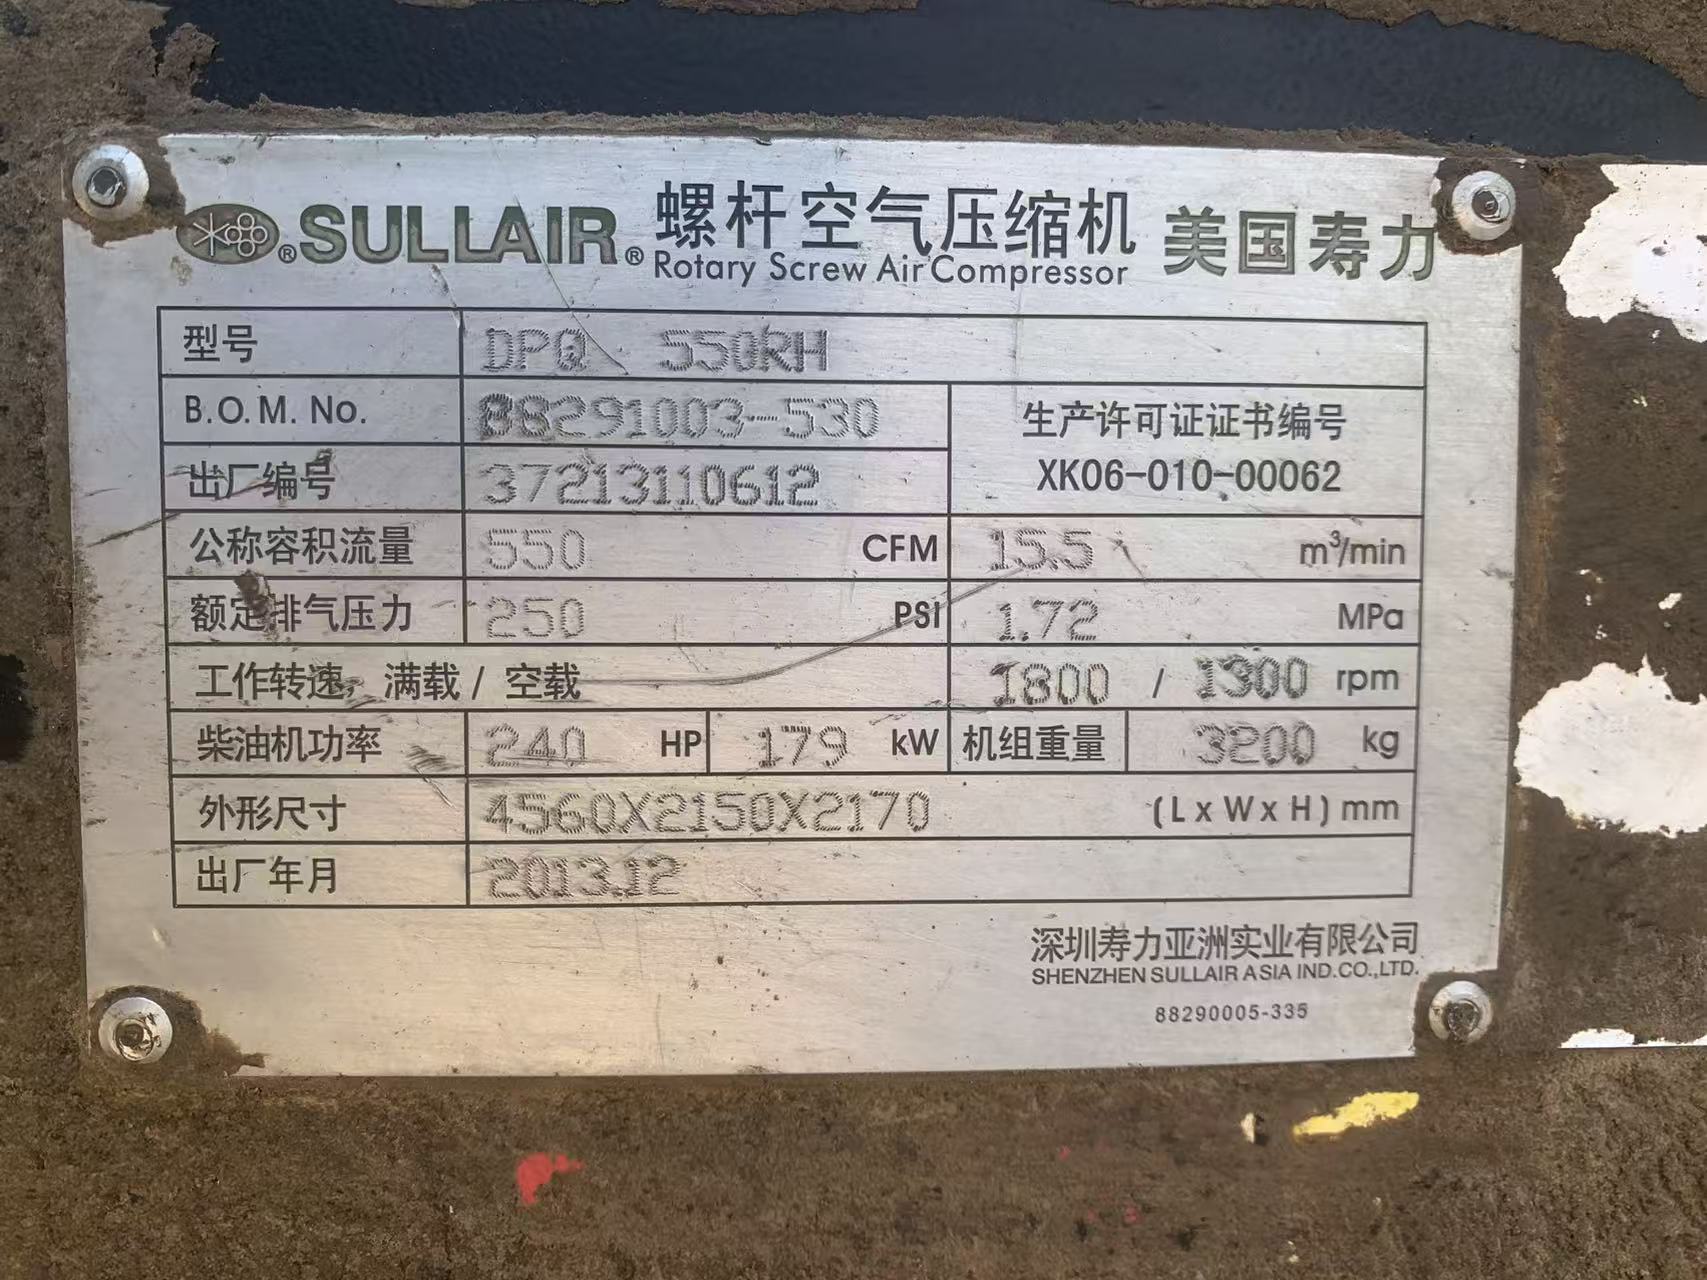 ®SULLAIR® 螺杆空气压缩机 美国寿力
Rotary Screw Air Compressor
型号 DPQ 550RH
B.O.M. No. 88291003-530
生产许可证证书编号
XK06-010-00062
出厂编号 37213110612
公称容积流量 550 CFM 15.5 m³/min
额定排气压力 250 PSI 1.72 MPa
工作转速，满载 / 空载 1800 / 1300 rpm
柴油机功率 240 HP 179 kW 机组重量 3200 kg
外形尺寸 4560X2150X2170 (L x W x H) mm
出厂年月 2013.12
深圳寿力亚洲实业有限公司
SHENZHEN SULLAIR ASIA IND.CO.,LTD.
88290005-335